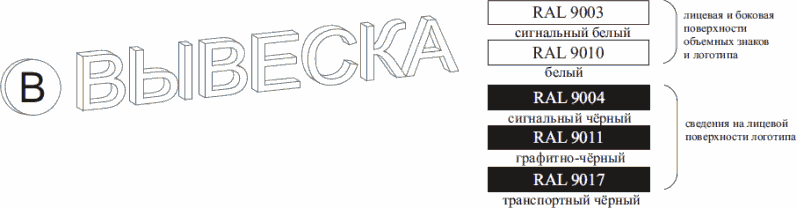 В ВЫВЕСКА
RAL 9003
сигнальный белый
RAL 9010
белый
лицевая и боковая
поверхности
объемных знаков
и логотипа
RAL 9004
сигнальный чёрный
RAL 9011
графитно-чёрный
RAL 9017
транспортный чёрный
сведения на лицевой
поверхности логотипа